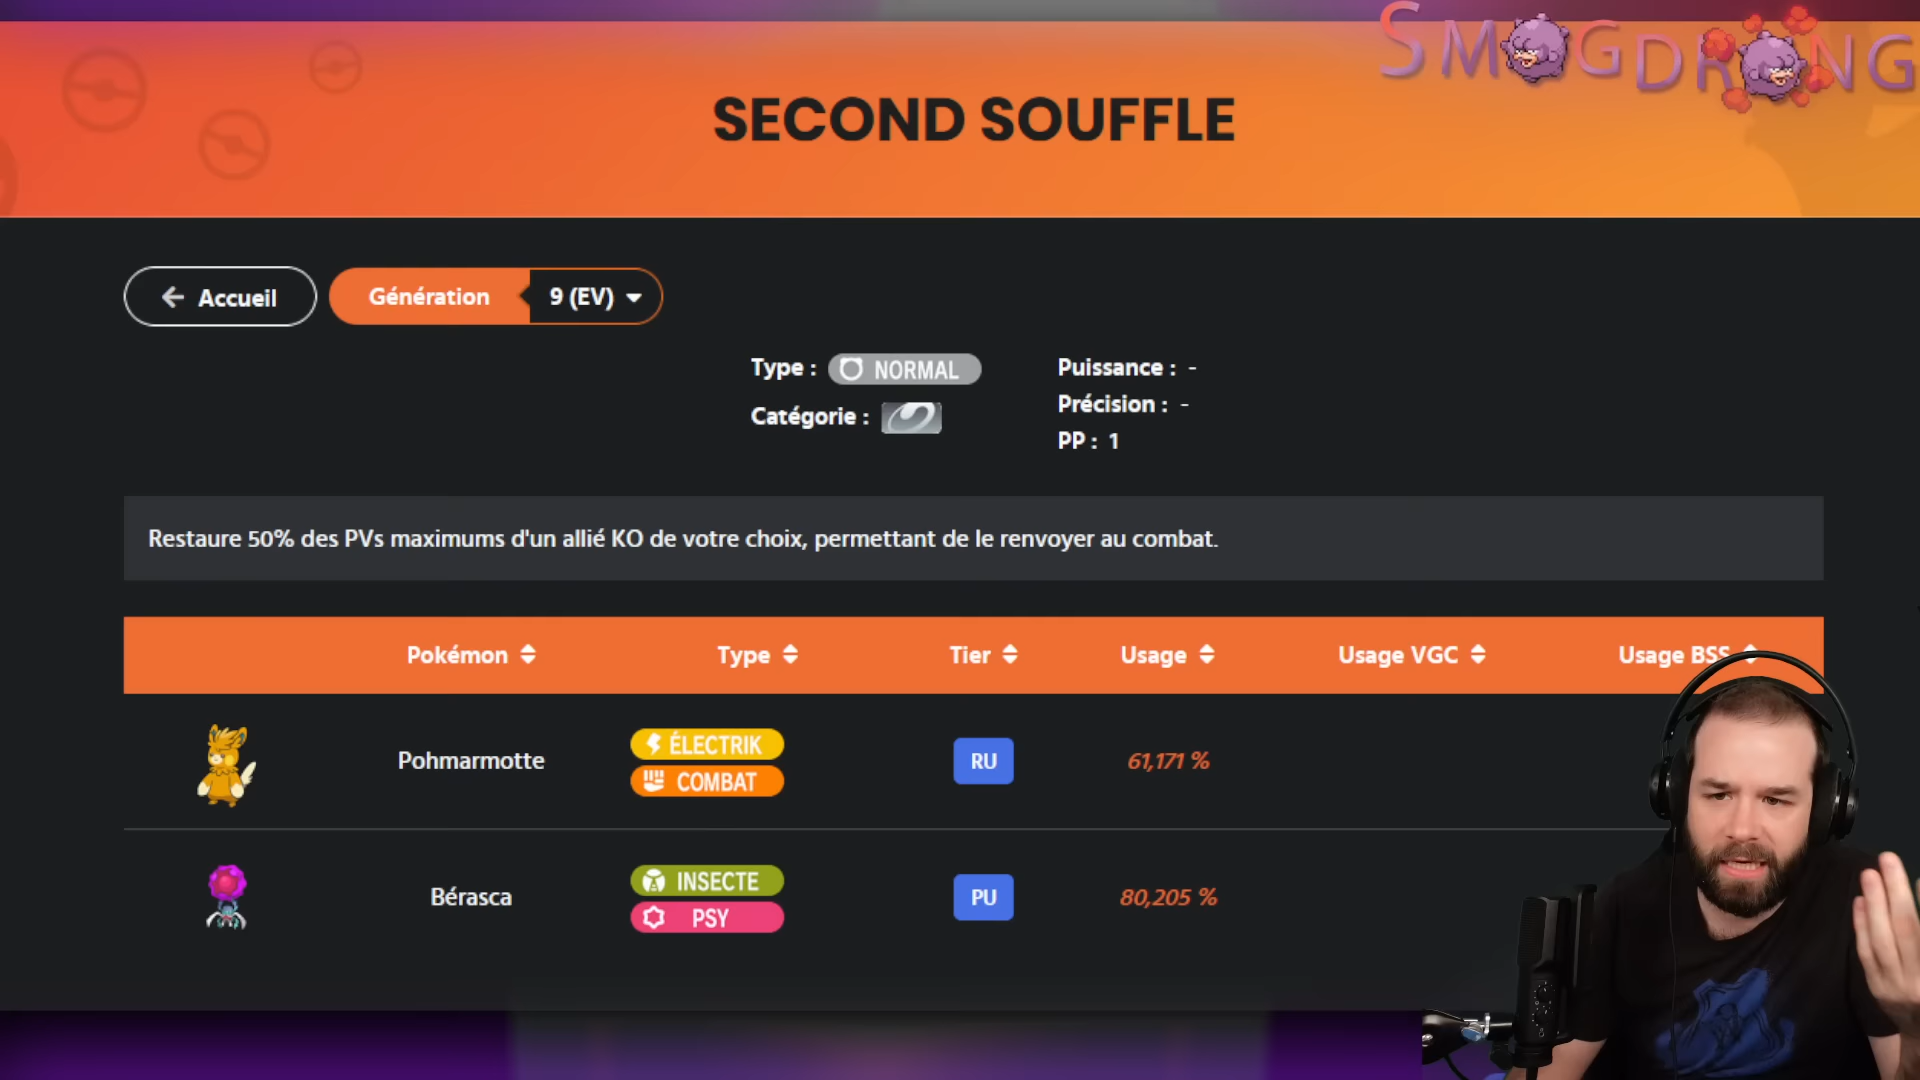 SMOGDRONG
SECOND SOUFFLE
Accueil
Génération 9 (EV)
Type : NORMAL
Puissance : -
Catégorie :
Précision : -
PP : 1
Restaure 50% des PVs maximums d'un allié KO de votre choix, permettant de le renvoyer au combat.
Pokémon Type Tier Usage Usage VGC Usage BSS
Pohmarmotte ÉLECTRIK COMBAT RU 61,171 %
Bérasca INSECTE PSY PU 80,205 %